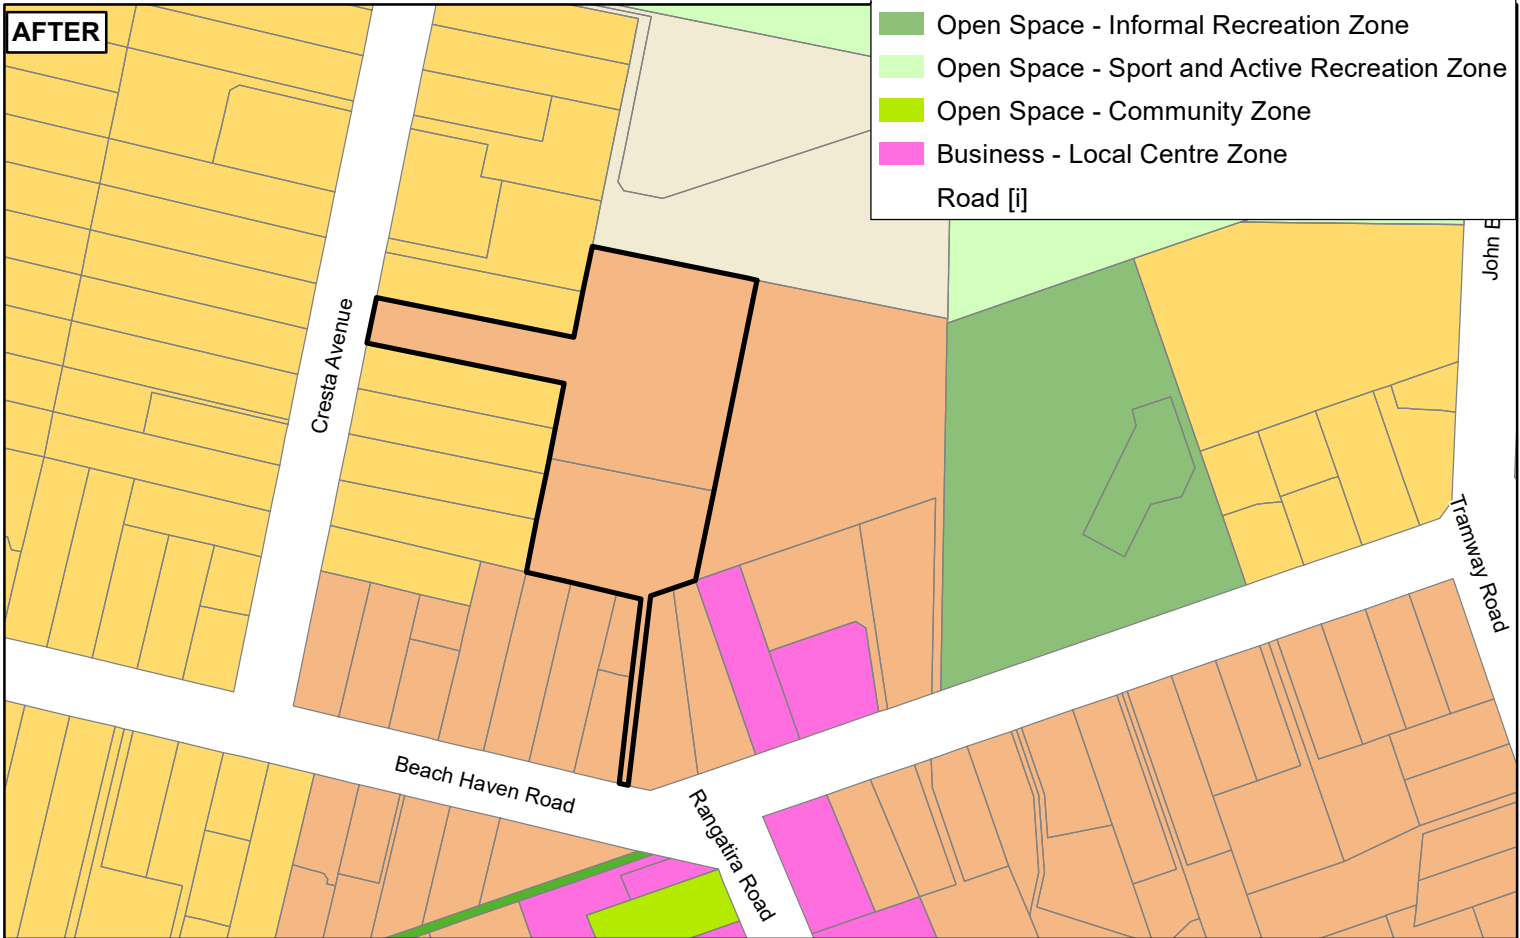 AFTER
Open Space - Informal Recreation Zone
Open Space - Sport and Active Recreation Zone
Open Space - Community Zone
Business - Local Centre Zone
Road [i]
John
Cresta Avenue
Tramway Road
Beach Haven Road
Rangatira Road